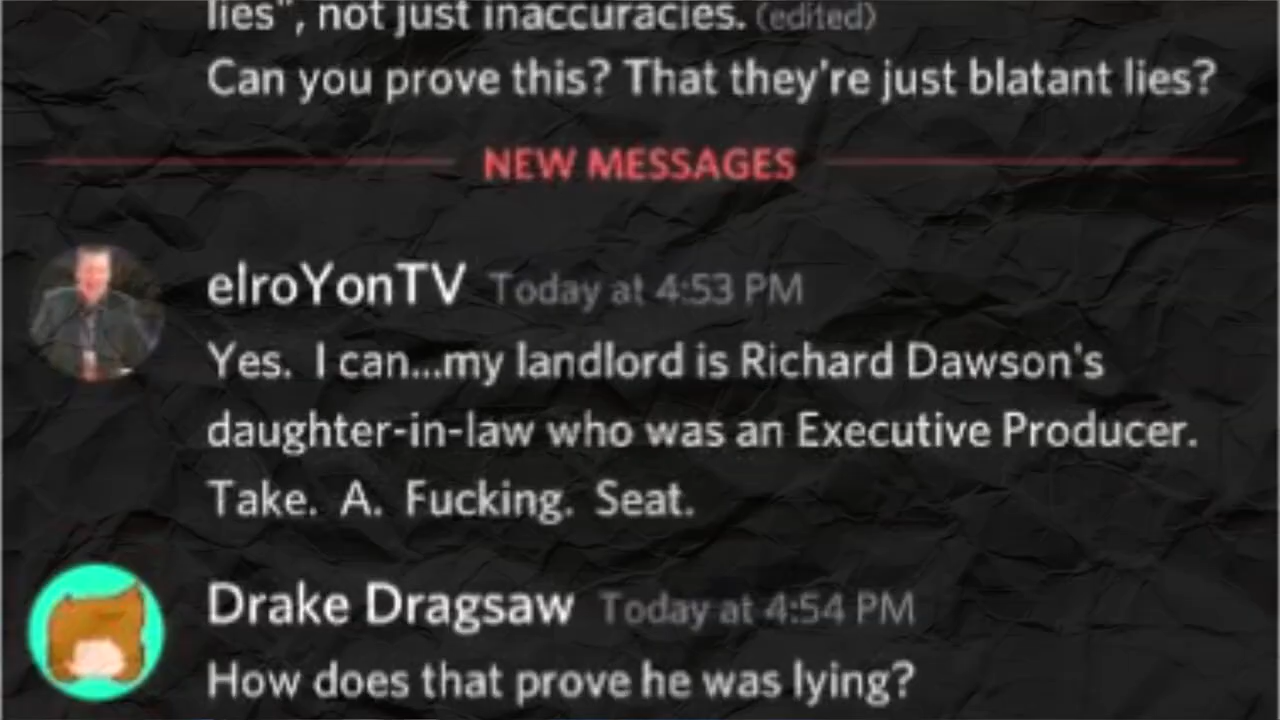 lies", not just inaccuracies. (edited)
Can you prove this? That they're just blatant lies?
NEW MESSAGES
elroYonTV Today at 4:53 PM
Yes.  I can...my landlord is Richard Dawson's
daughter-in-law who was an Executive Producer.
Take.  A.  Fucking.  Seat.
Drake Dragsaw Today at 4:54 PM
How does that prove he was lying?